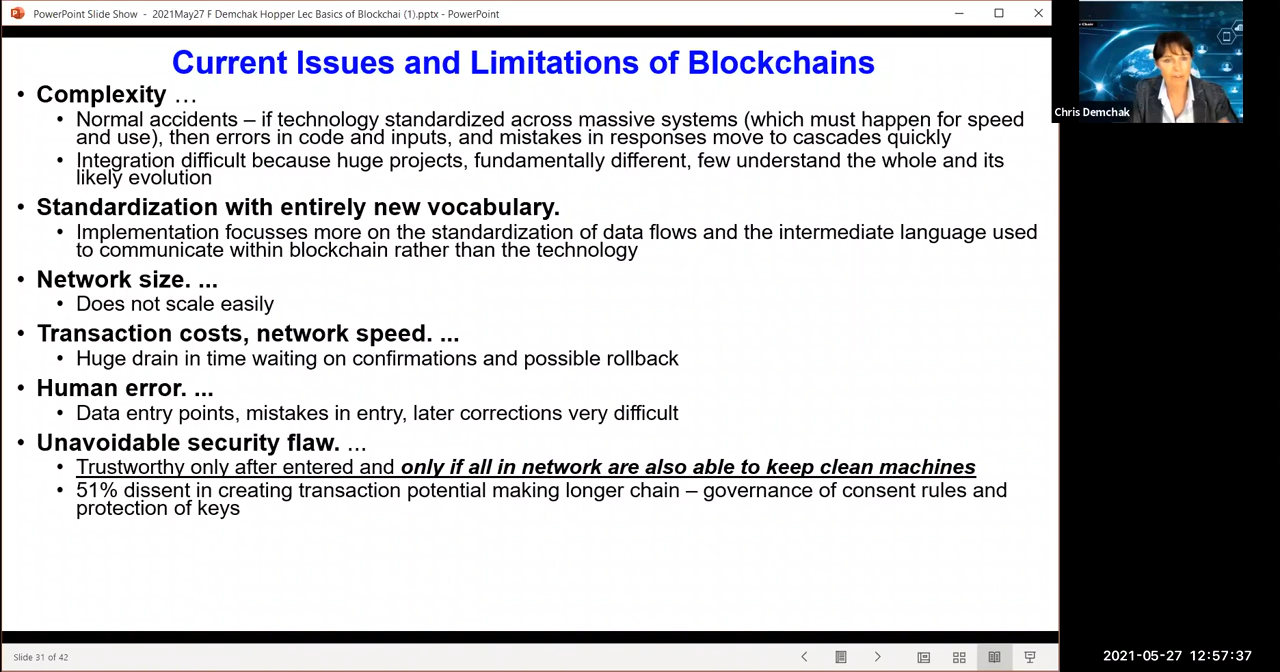 PowerPoint Slide Show - 2021May27 F Demchak Hopper Lec Basics of Blockchai (1).pptx - PowerPoint
Current Issues and Limitations of Blockchains
• Complexity …
• Normal accidents – if technology standardized across massive systems (which must happen for speed
and use), then errors in code and inputs, and mistakes in responses move to cascades quickly
• Integration difficult because huge projects, fundamentally different, few understand the whole and its
likely evolution
• Standardization with entirely new vocabulary.
• Implementation focusses more on the standardization of data flows and the intermediate language used
to communicate within blockchain rather than the technology
• Network size. ...
• Does not scale easily
• Transaction costs, network speed. ...
• Huge drain in time waiting on confirmations and possible rollback
• Human error. ...
• Data entry points, mistakes in entry, later corrections very difficult
• Unavoidable security flaw. …
• Trustworthy only after entered and only if all in network are also able to keep clean machines
• 51% dissent in creating transaction potential making longer chain – governance of consent rules and
protection of keys
Slide 31 of 42
Chris Demchak
2021-05-27 12:57:37